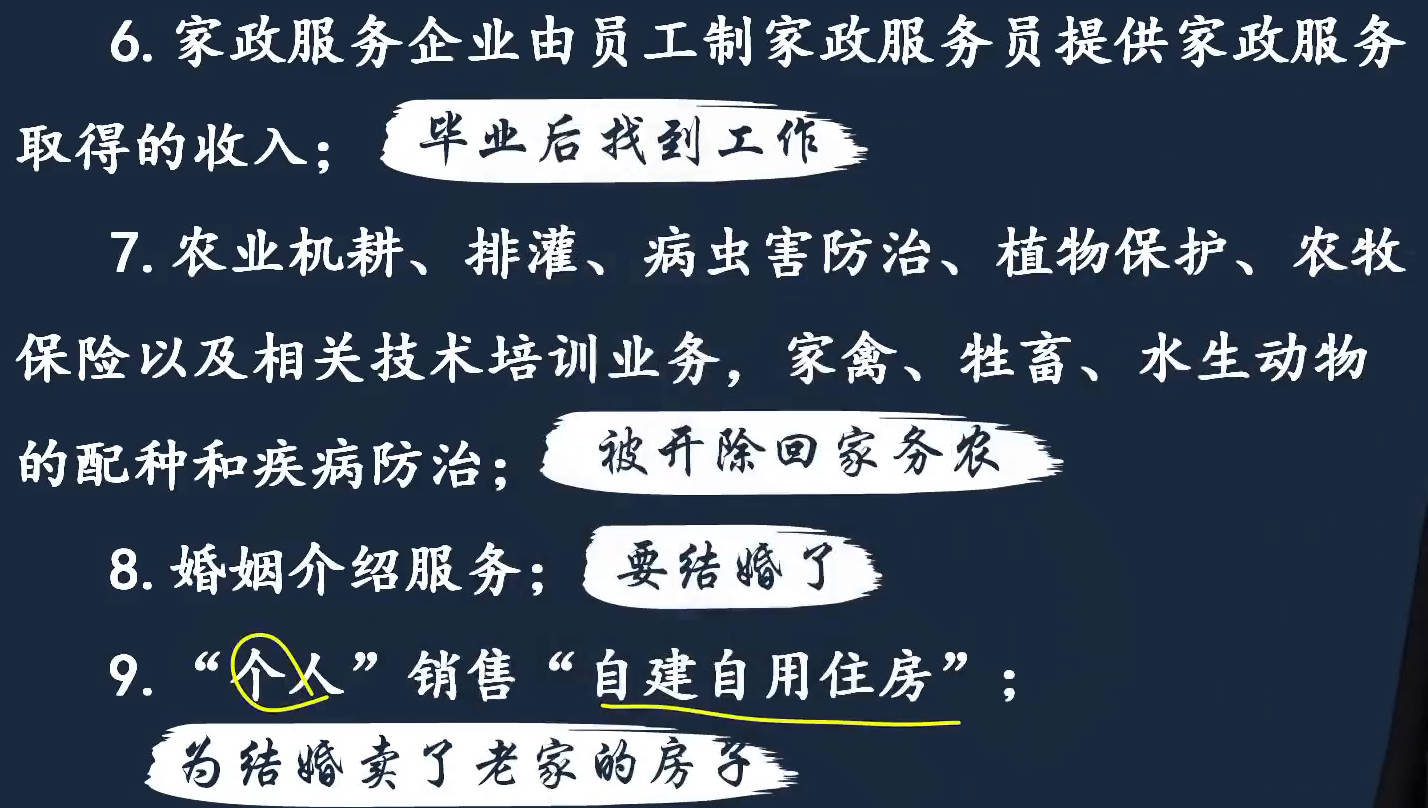 6. 家政服务企业由员工制家政服务员提供家政服务
取得的收入； 毕业后找到工作
7. 农业机耕、排灌、病虫害防治、植物保护、农牧
保险以及相关技术培训业务，家禽、牲畜、水生动物
的配种和疾病防治； 被开除回家务农
8. 婚姻介绍服务； 要结婚了
9. “个人”销售“自建自用住房”；
为结婚卖了老家的房子